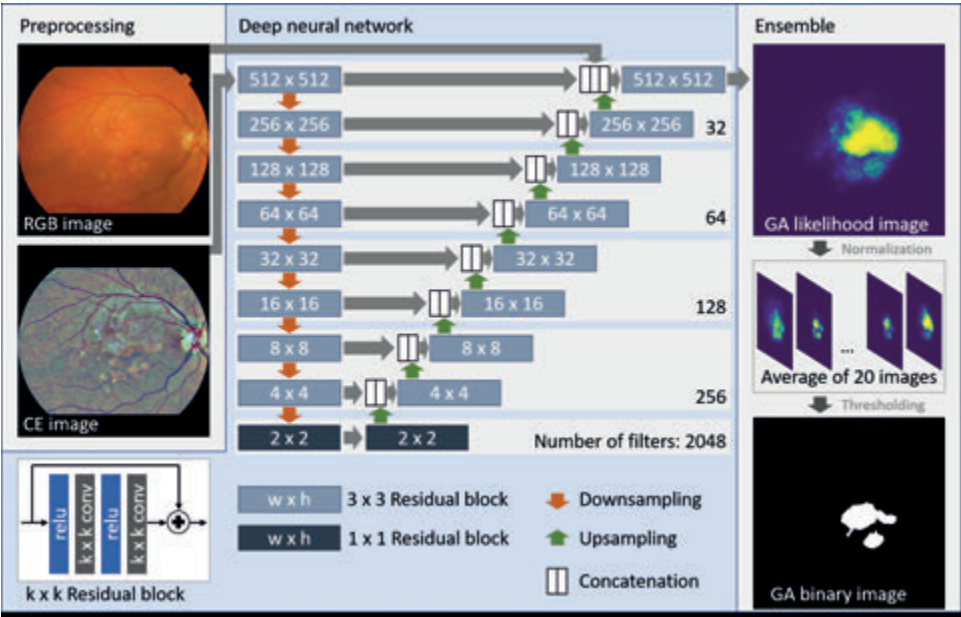 Preprocessing
RGB image
CE image
relu
k x k conv
relu
k x k conv
k x k Residual block
Deep neural network
512 x 512
512 x 512
256 x 256
256 x 256
32
128 x 128
128 x 128
64 x 64
64 x 64
64
32 x 32
32 x 32
16 x 16
16 x 16
128
8 x 8
8 x 8
4 x 4
4 x 4
256
2 x 2
2 x 2
Number of filters: 2048
w x h
3 x 3 Residual block
Downsampling
w x h
1 x 1 Residual block
Upsampling
Concatenation
Ensemble
GA likelihood image
Normalization
...
Average of 20 images
Thresholding
GA binary image